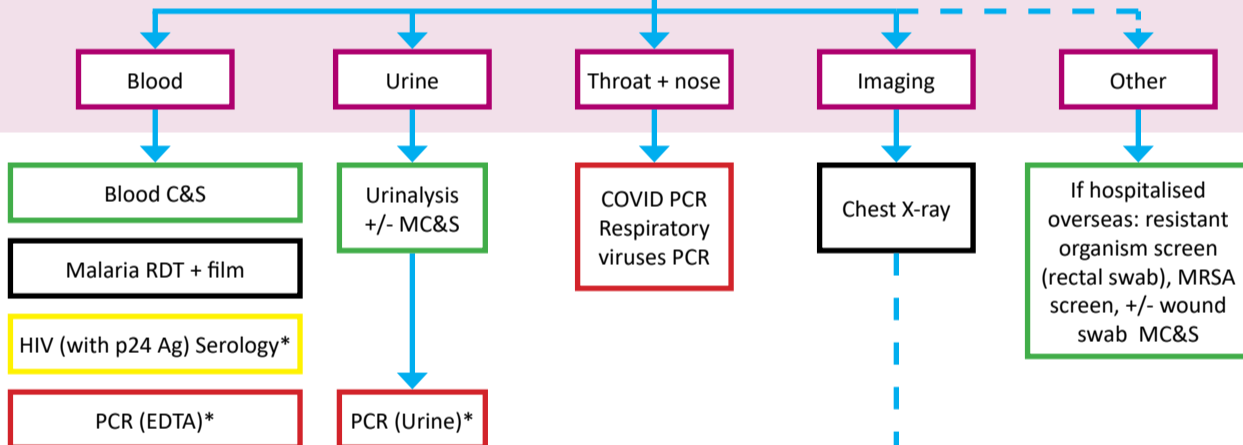 Blood
Urine
Throat + nose
Imaging
Other
Blood C&S
Malaria RDT + film
HIV (with p24 Ag) Serology*
PCR (EDTA)*
Urinalysis
+/- MC&S
PCR (Urine)*
COVID PCR
Respiratory
viruses PCR
Chest X-ray
If hospitalised
overseas: resistant
organism screen
(rectal swab), MRSA
screen, +/- wound
swab MC&S